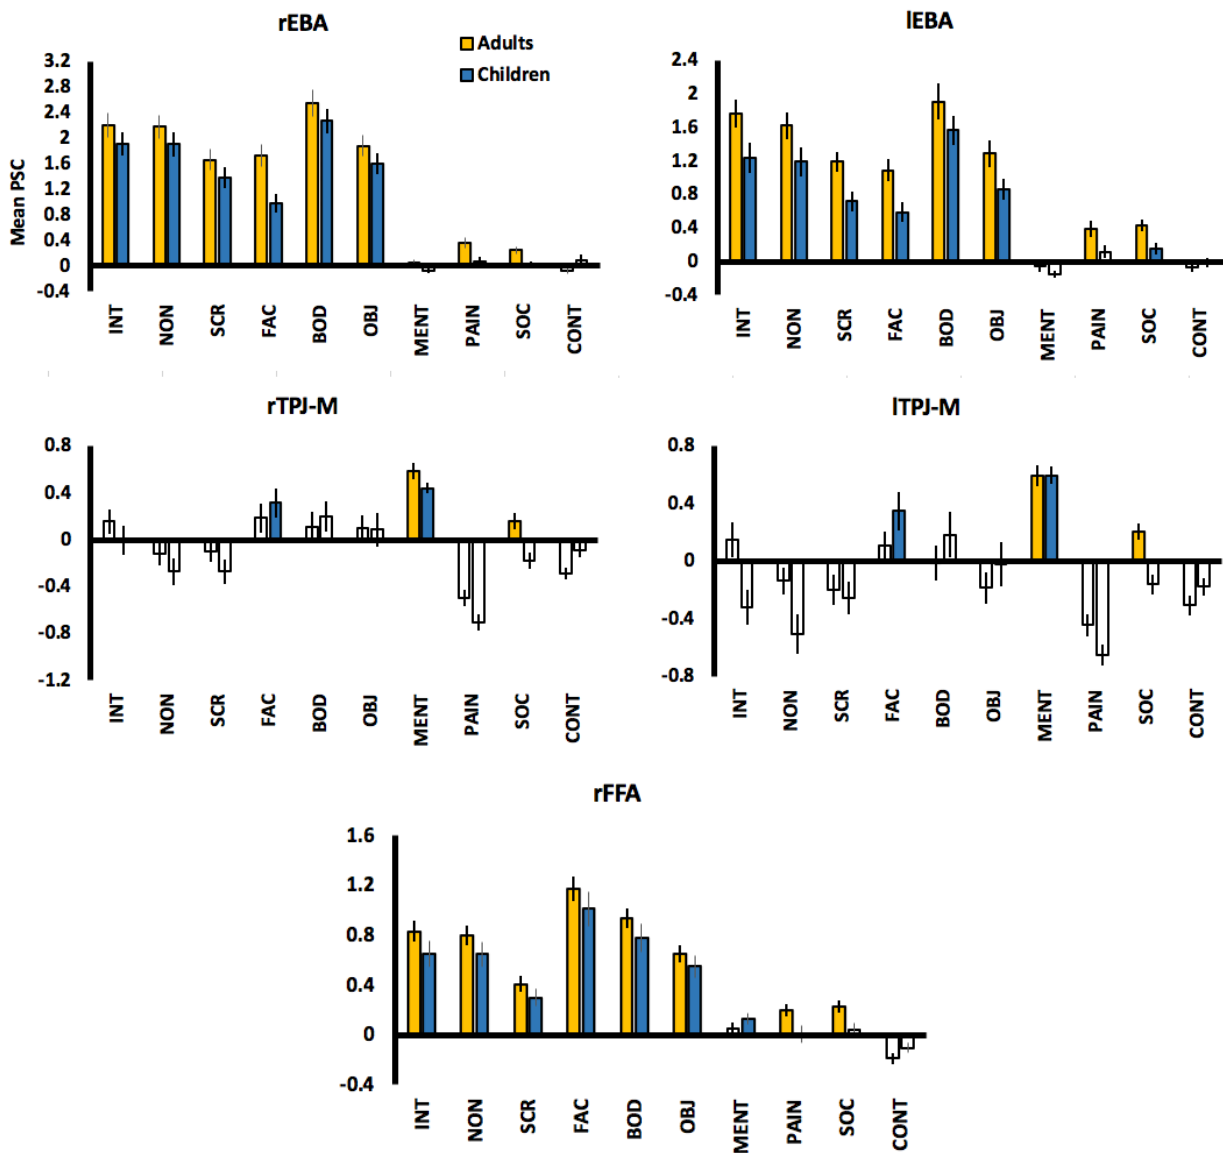 rEBA
Adults
Children
Mean PSC
3.2
2.8
2.4
2
1.6
1.2
0.8
0.4
0
-0.4
INT NON SCR FAC BOD OBJ MENT PAIN SOC CONT
lEBA
2.4
2
1.6
1.2
0.8
0.4
0
-0.4
INT NON SCR FAC BOD OBJ MENT PAIN SOC CONT
rTPJ-M
0.8
0.4
0
-0.4
-0.8
-1.2
INT NON SCR FAC BOD OBJ MENT PAIN SOC CONT
lTPJ-M
0.8
0.4
0
-0.4
-0.8
INT NON SCR FAC BOD OBJ MENT PAIN SOC CONT
rFFA
1.6
1.2
0.8
0.4
0
-0.4
INT NON SCR FAC BOD OBJ MENT PAIN SOC CONT